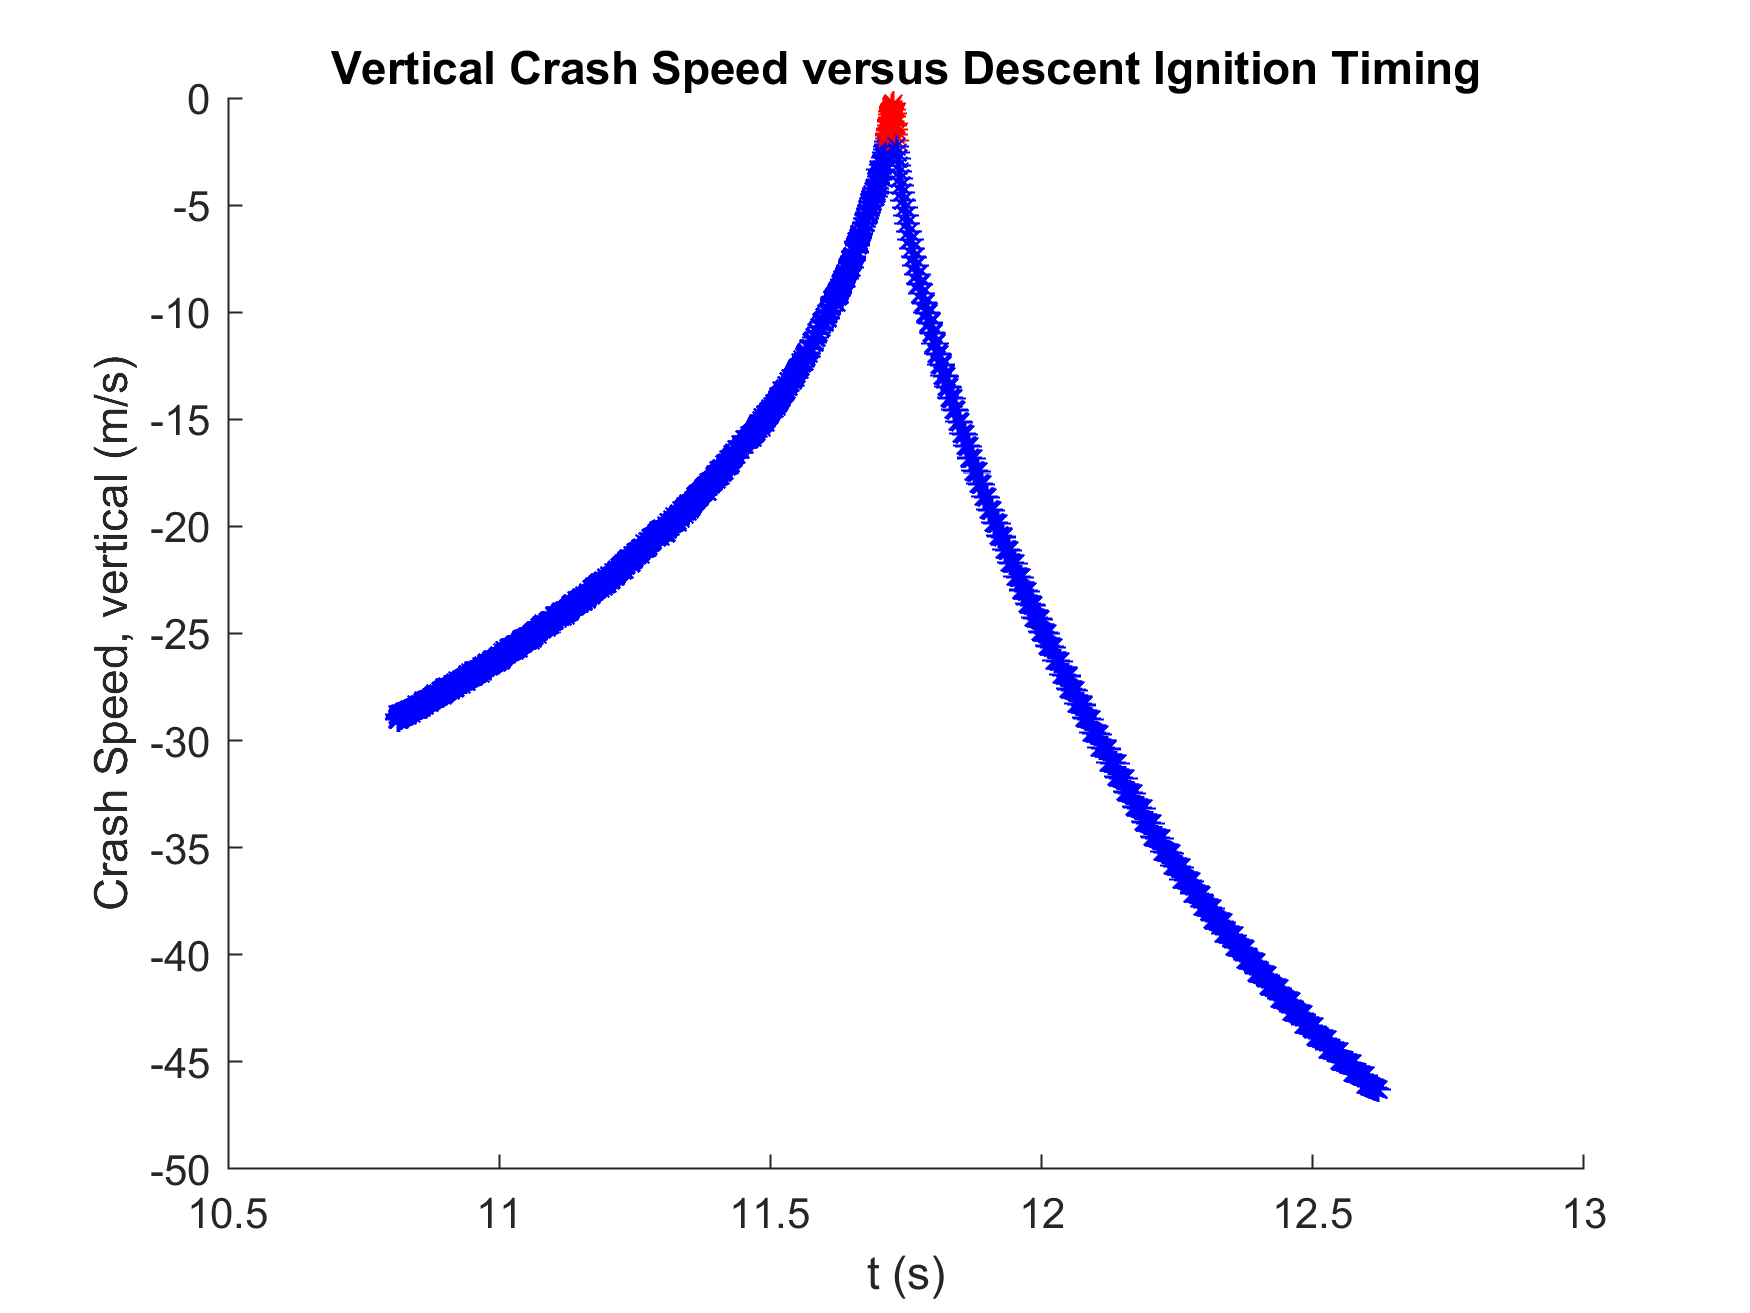 Vertical Crash Speed versus Descent Ignition Timing
0
-5
-10
-15
-20
-25
-30
-35
-40
-45
-50
Crash Speed, vertical (m/s)
10.5 11 11.5 12 12.5 13
t (s)